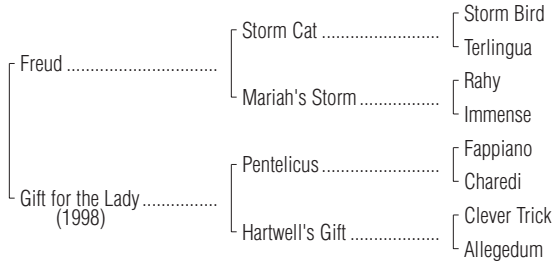 Storm Bird
Storm Cat ........................
Terlingua
Freud ..............................
Rahy
Mariah's Storm ................
Immense
Fappiano
Pentelicus ........................
Charedi
Gift for the Lady ...............
(1998)
Clever Trick
Hartwell's Gift ..................
Allegedum